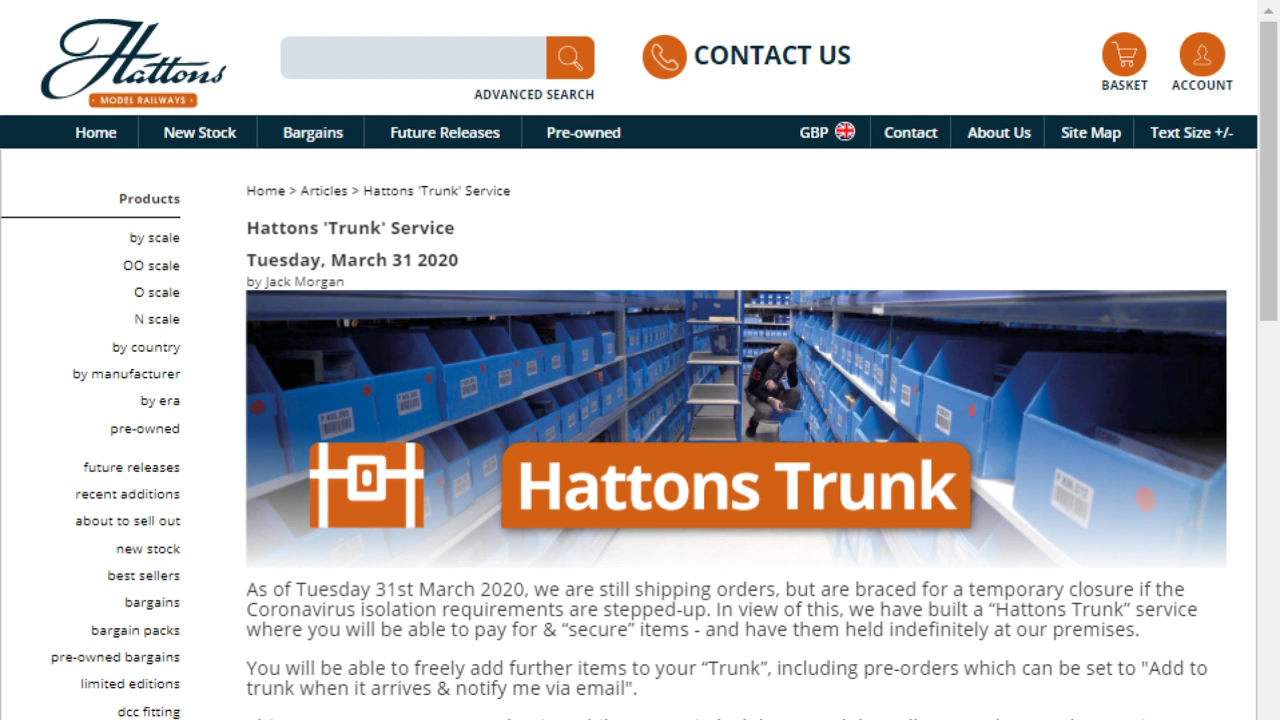 Hattons
MODEL RAILWAYS
ADVANCED SEARCH
CONTACT US
BASKET
ACCOUNT
Home
New Stock
Bargains
Future Releases
Pre-owned
GBP
Contact
About Us
Site Map
Text Size +/-
Products
by scale
OO scale
O scale
N scale
by country
by manufacturer
by era
pre-owned
future releases
recent additions
about to sell out
new stock
best sellers
bargains
bargain packs
pre-owned bargains
limited editions
dcc fitting
Home > Articles > Hattons 'Trunk' Service
Hattons 'Trunk' Service
Tuesday, March 31 2020
by Jack Morgan
Hattons Trunk
As of Tuesday 31st March 2020, we are still shipping orders, but are braced for a temporary closure if the
Coronavirus isolation requirements are stepped-up. In view of this, we have built a “Hattons Trunk” service
where you will be able to pay for & “secure” items - and have them held indefinitely at our premises.
You will be able to freely add further items to your “Trunk”, including pre-orders which can be set to "Add to
trunk when it arrives & notify me via email".